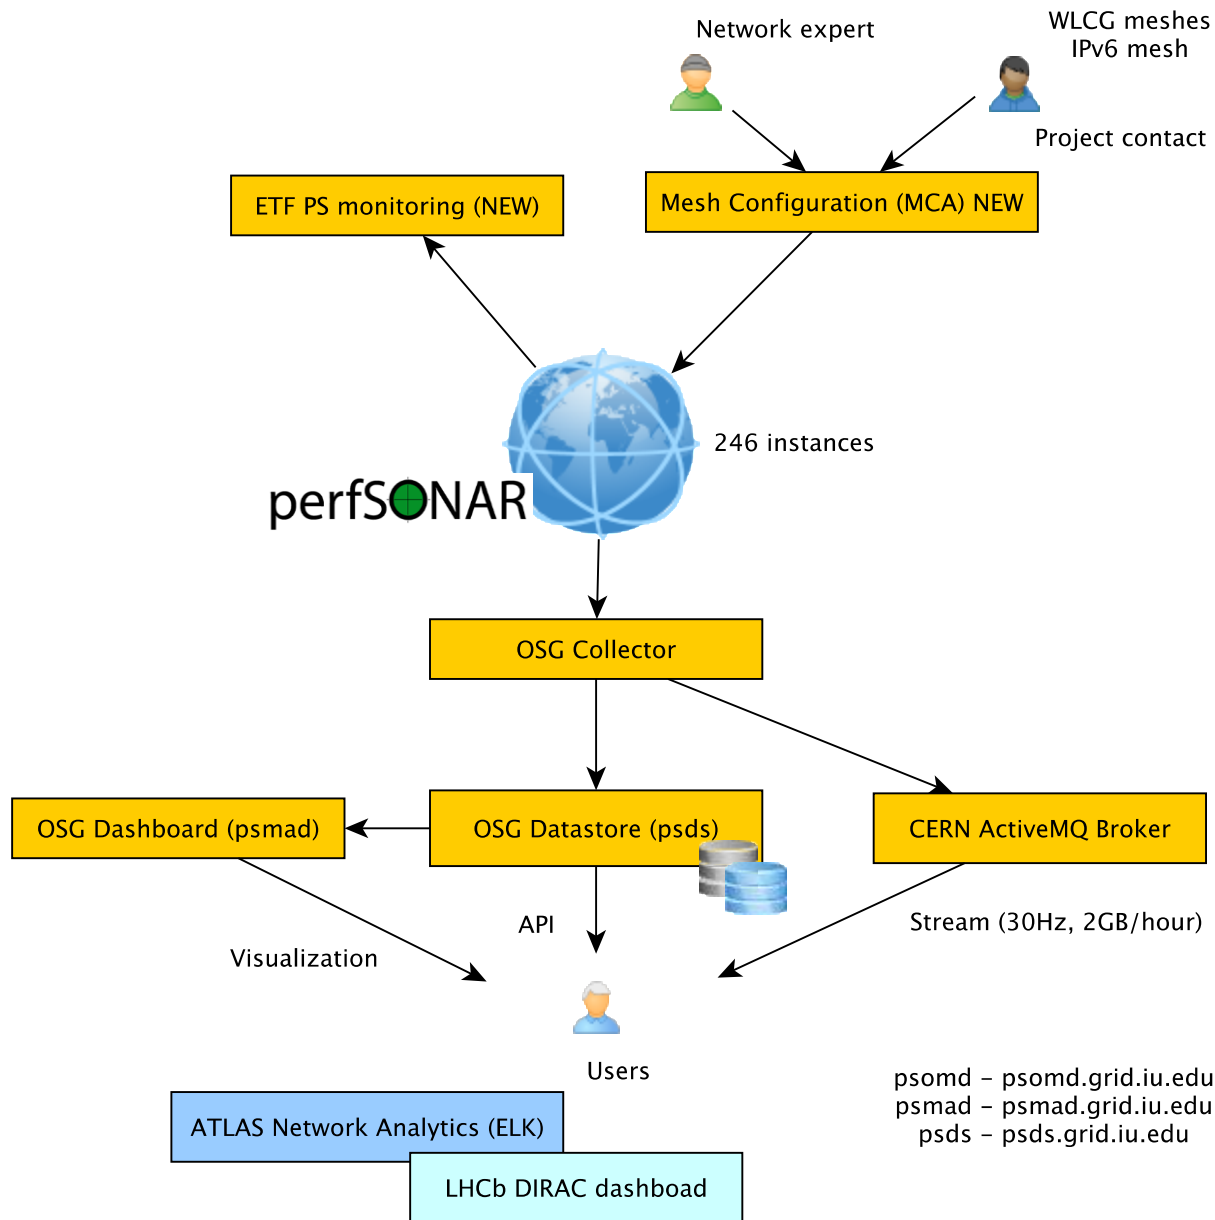 Network expert
WLCG meshes
IPv6 mesh
Project contact
ETF PS monitoring (NEW)
Mesh Configuration (MCA) NEW
246 instances
perfSONAR
OSG Collector
OSG Dashboard (psmad)
OSG Datastore (psds)
CERN ActiveMQ Broker
API
Stream (30Hz, 2GB/hour)
Visualization
Users
psomd – psomd.grid.iu.edu
psmad – psmad.grid.iu.edu
psds – psds.grid.iu.edu
ATLAS Network Analytics (ELK)
LHCb DIRAC dashboad